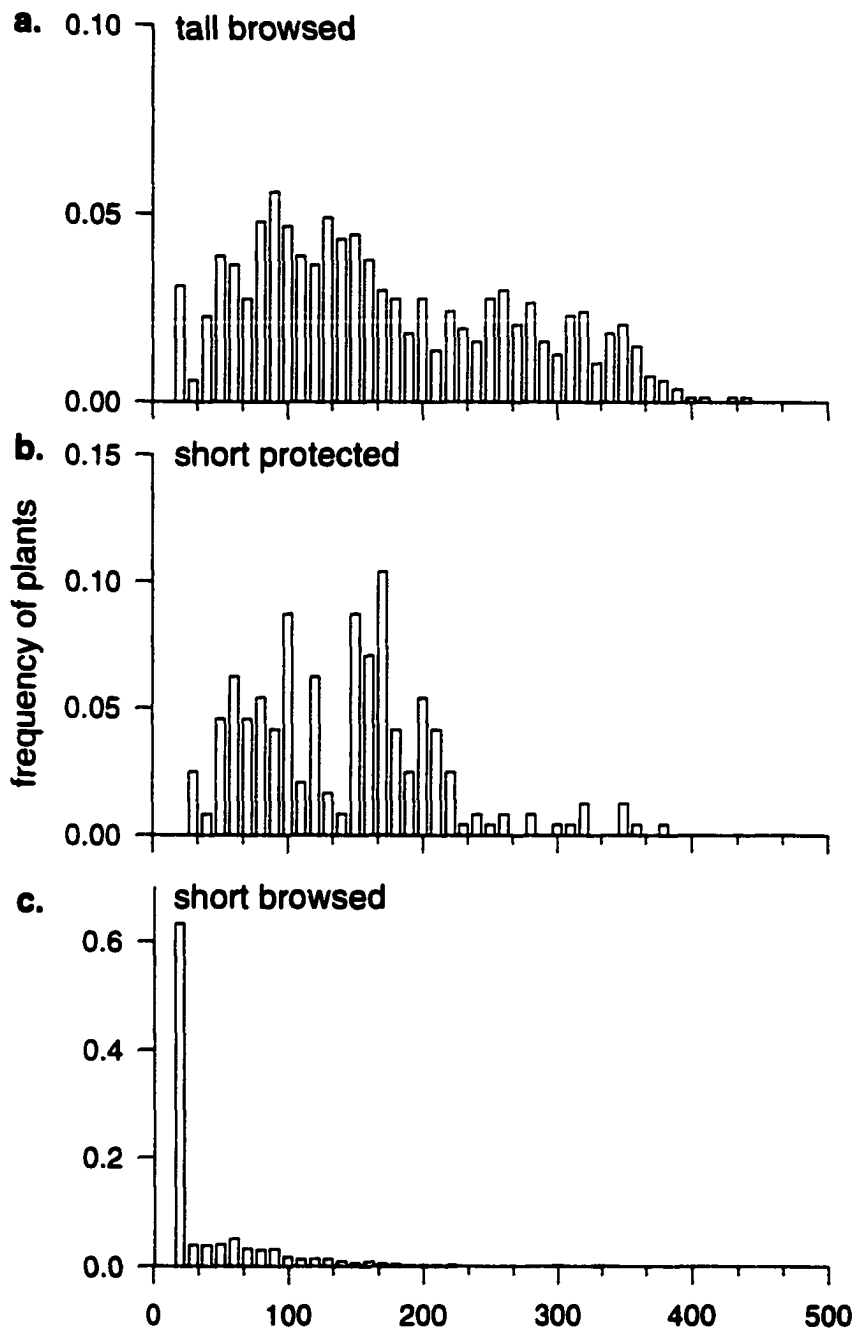 a. 0.10 tall browsed
0.05
0.00
b. 0.15 short protected
0.10
0.05
0.00
frequency of plants
c. short browsed
0.6
0.4
0.2
0.0
0 100 200 300 400 500